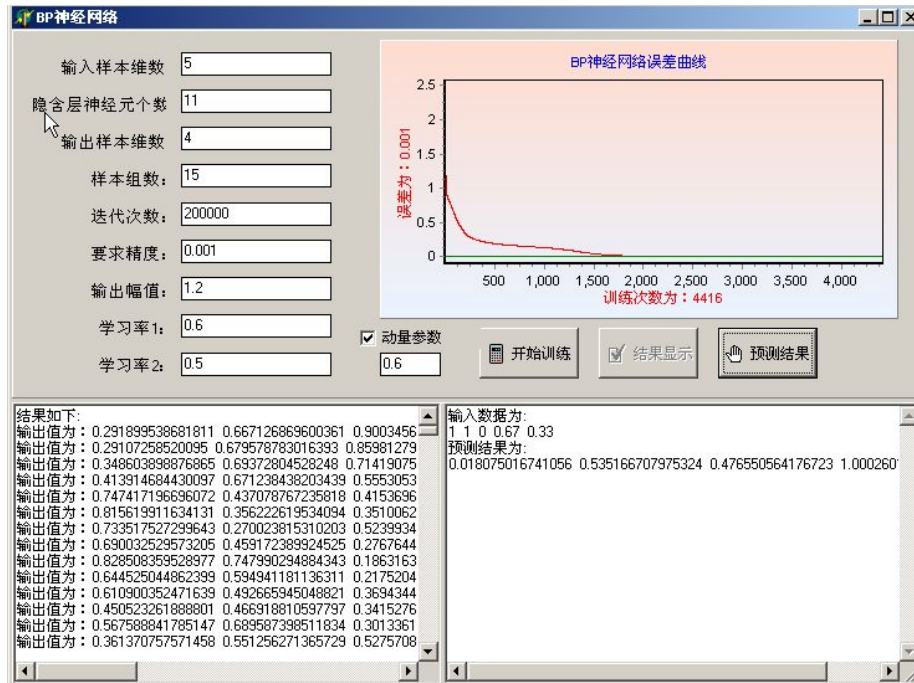 BP神经网络
输入样本维数 5
隐含层神经元个数 11
输出样本维数 4
样本组数: 15
迭代次数: 200000
要求精度: 0.001
输出幅值: 1.2
学习率1: 0.6
学习率2: 0.5
BP神经网络误差曲线
误差为:0.001
2.5
2
1.5
1
0.5
0
500 1,000 1,500 2,000 2,500 3,000 3,500 4,000
训练次数为:4416
动量参数
0.6
开始训练
结果显示
预测结果
结果如下:
输出值为:0.291899538681811 0.667126869600361 0.9003456
输出值为:0.29107258520095 0.679578783016393 0.85981279
输出值为:0.348603898876865 0.69372804528248 0.71419075
输出值为:0.413914684430097 0.671238438203439 0.5553053
输出值为:0.747417196696072 0.437078767235818 0.4153696
输出值为:0.815619911634131 0.356222619534094 0.3510062
输出值为:0.733517527299643 0.270023815310203 0.5239934
输出值为:0.690032529573205 0.459172389924525 0.2767644
输出值为:0.828508359528977 0.747990294884343 0.1863163
输出值为:0.644525044862399 0.594941181136311 0.2175204
输出值为:0.610900352471639 0.492665945048821 0.3694344
输出值为:0.450523261888801 0.466918810597797 0.3415276
输出值为:0.567588841785147 0.689587398511834 0.3013361
输出值为:0.361370757571458 0.551256271365729 0.5275708
输入数据为:
1 1 0 0.67 0.33
预测结果为:
0.018075016741056 0.535166707975324 0.476550564176723 1.000260